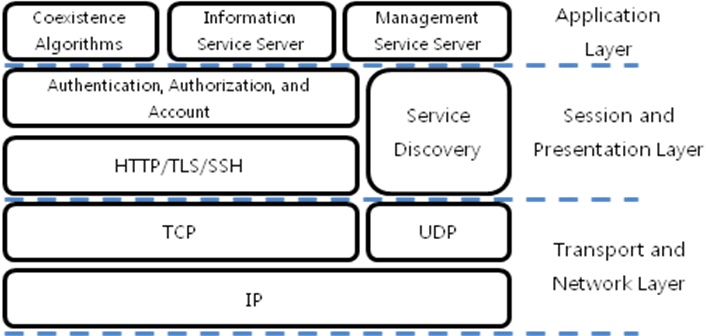 Coexistence
Algorithms
Information
Service Server
Management
Service Server
Application
Layer
Authentication, Authorization, and
Account
Service
Discovery
Session and
Presentation Layer
HTTP/TLS/SSH
TCP
UDP
Transport and
Network Layer
IP